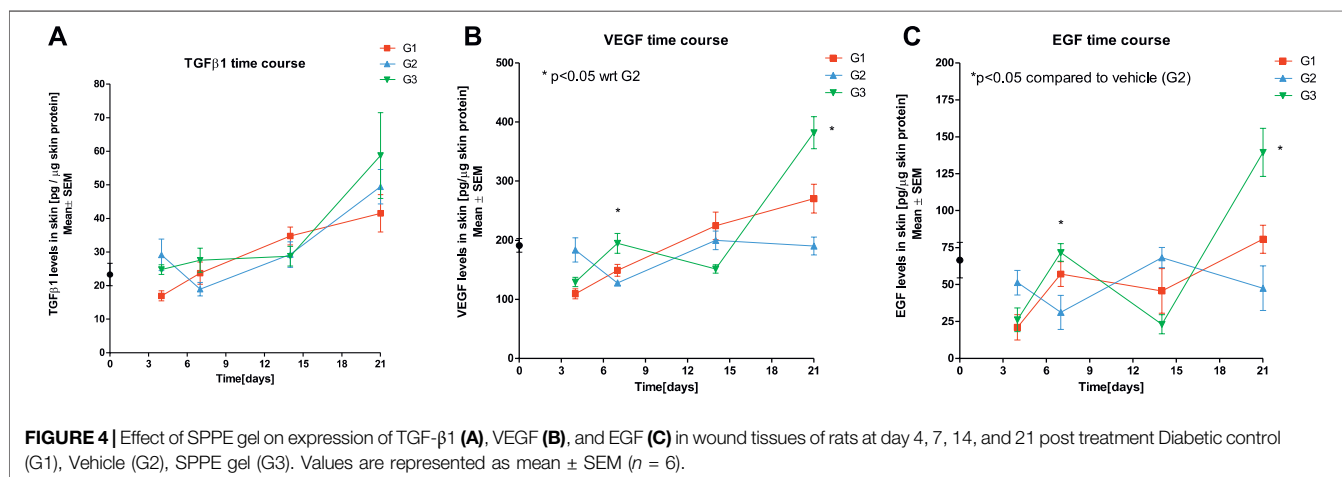 A
TGFβ1 time course
G1
G2
G3
TGFβ1 levels in skin [pg / μg skin protein)
Mean± SEM
80
70
60
50
40
30
20
10
0
0 3 6 9 12 15 18 21
Time[days]
B
VEGF time course
* p<0.05 wrt G2
G1
G2
G3
VEGF levels in skin [pg/μg skin protein)
Mean ± SEM
500
400
300
200
100
0
*
*
0 3 6 9 12 15 18 21
Time[days]
C
EGF time course
*p<0.05 compared to vehicle (G2)
G1
G2
G3
EGF levels in skin [pg/μg skin protein)
Mean ± SEM
200
175
150
125
100
75
50
25
0
*
*
0 3 6 9 12 15 18 21
Time[days]
FIGURE 4 | Effect of SPPE gel on expression of TGF-β1 (A), VEGF (B), and EGF (C) in wound tissues of rats at day 4, 7, 14, and 21 post treatment Diabetic control
(G1), Vehicle (G2), SPPE gel (G3). Values are represented as mean ± SEM (n = 6).